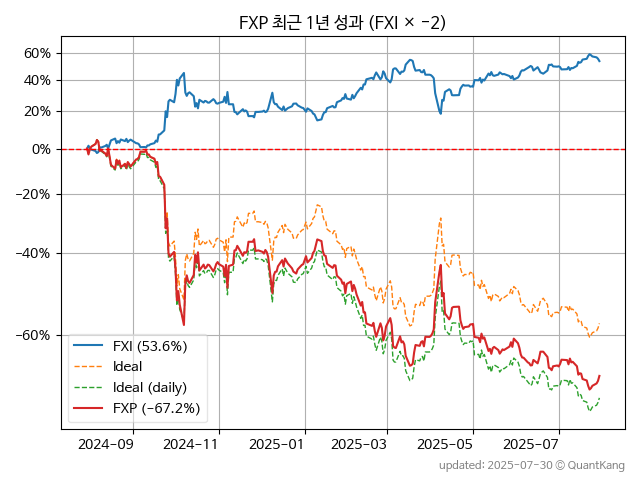 FXP 최근 1년 성과 (FXI × −2)
60%
40%
20%
0%
−20%
−40%
−60%
FXI (53.6%)
Ideal
Ideal (daily)
FXP (−67.2%)
2024−09 2024−11 2025−01 2025−03 2025−05 2025−07
updated: 2025-07-30 © QuantKang